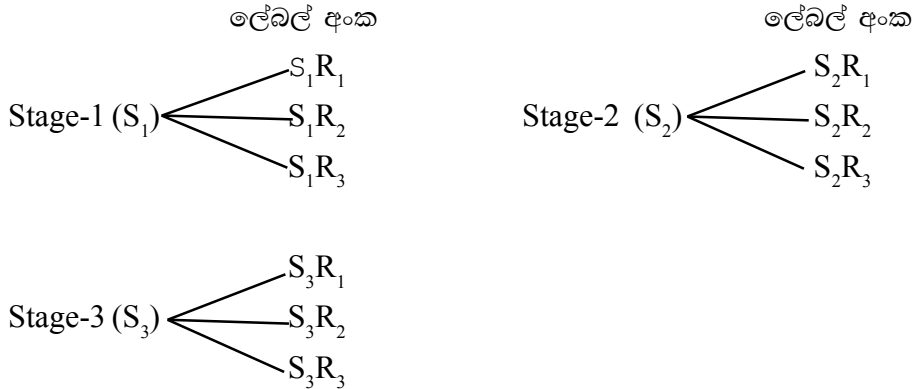 ලේබල් අංක
S₁R₁
Stage-1 (S₁)
S₁R₂
S₁R₃
ලේබල් අංක
S₂R₁
Stage-2 (S₂)
S₂R₂
S₂R₃
S₃R₁
Stage-3 (S₃)
S₃R₂
S₃R₃